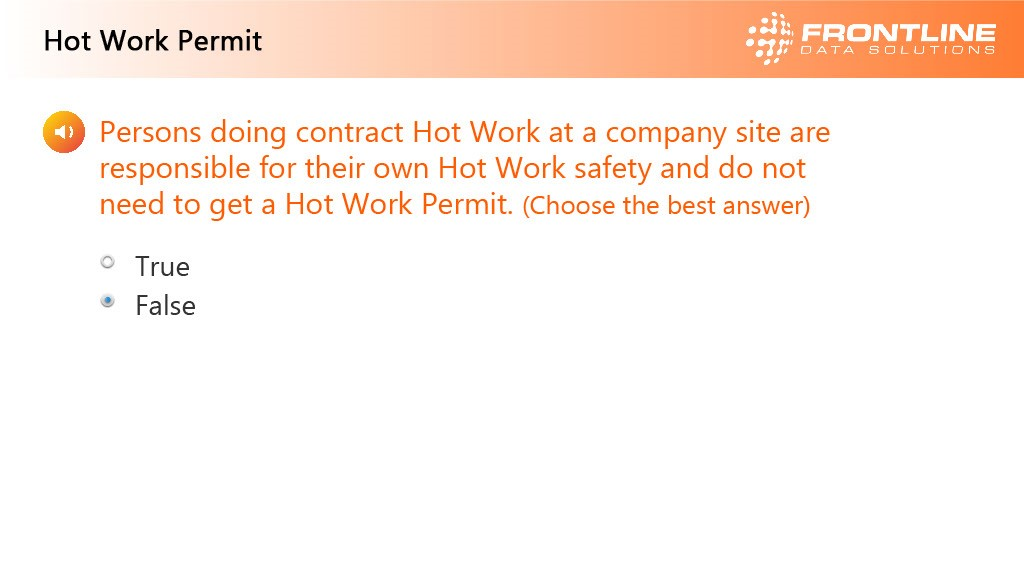 Hot Work Permit
FRONTLINE
DATA SOLUTIONS
Persons doing contract Hot Work at a company site are
responsible for their own Hot Work safety and do not
need to get a Hot Work Permit. (Choose the best answer)
True
False